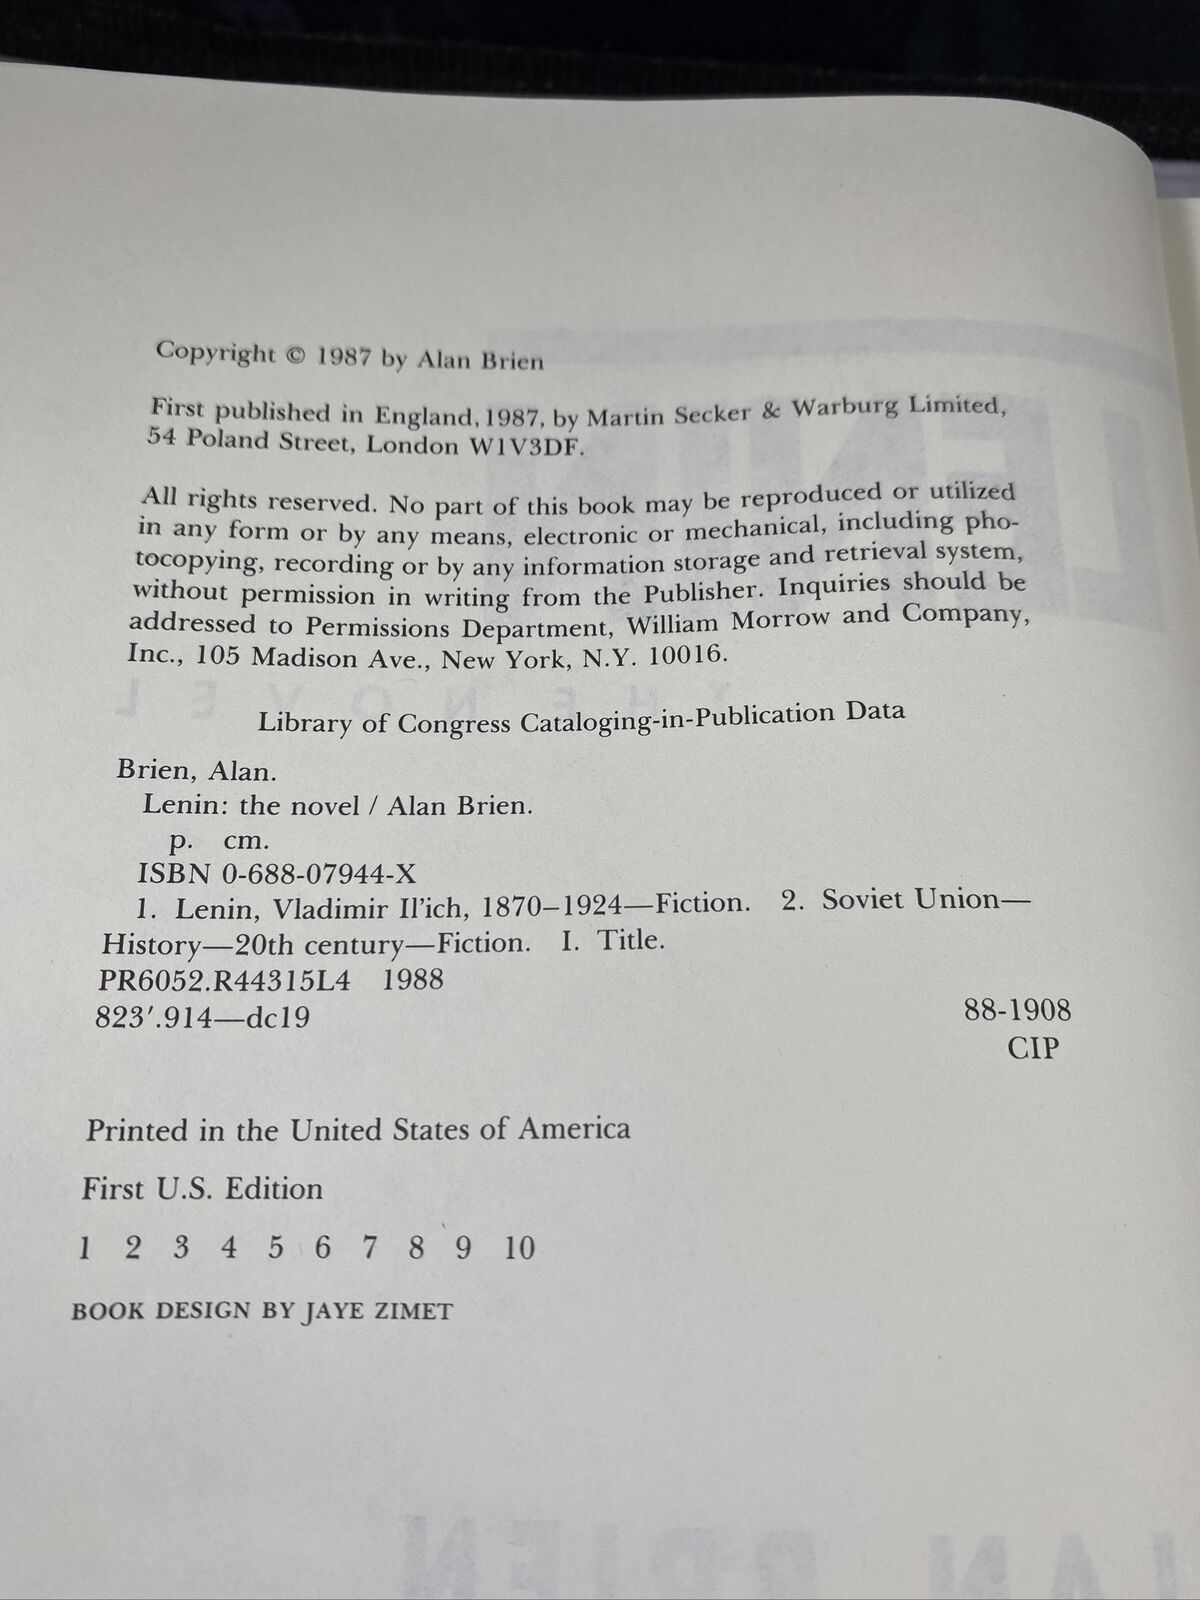 Copyright © 1987 by Alan Brien
First published in England, 1987, by Martin Secker & Warburg Limited,
54 Poland Street, London W1V3DF.
All rights reserved. No part of this book may be reproduced or utilized
in any form or by any means, electronic or mechanical, including pho-
tocopying, recording or by any information storage and retrieval system,
without permission in writing from the Publisher. Inquiries should be
addressed to Permissions Department, William Morrow and Company,
Inc., 105 Madison Ave., New York, N.Y. 10016.
Library of Congress Cataloging-in-Publication Data
Brien, Alan.
Lenin: the novel / Alan Brien.
p. cm.
ISBN 0-688-07944-X
1. Lenin, Vladimir Il’ich, 1870–1924—Fiction. 2. Soviet Union—
History—20th century—Fiction. I. Title.
PR6052.R44315L4 1988
823′.914—dc19
88-1908
CIP
Printed in the United States of America
First U.S. Edition
1 2 3 4 5 6 7 8 9 10
BOOK DESIGN BY JAYE ZIMET